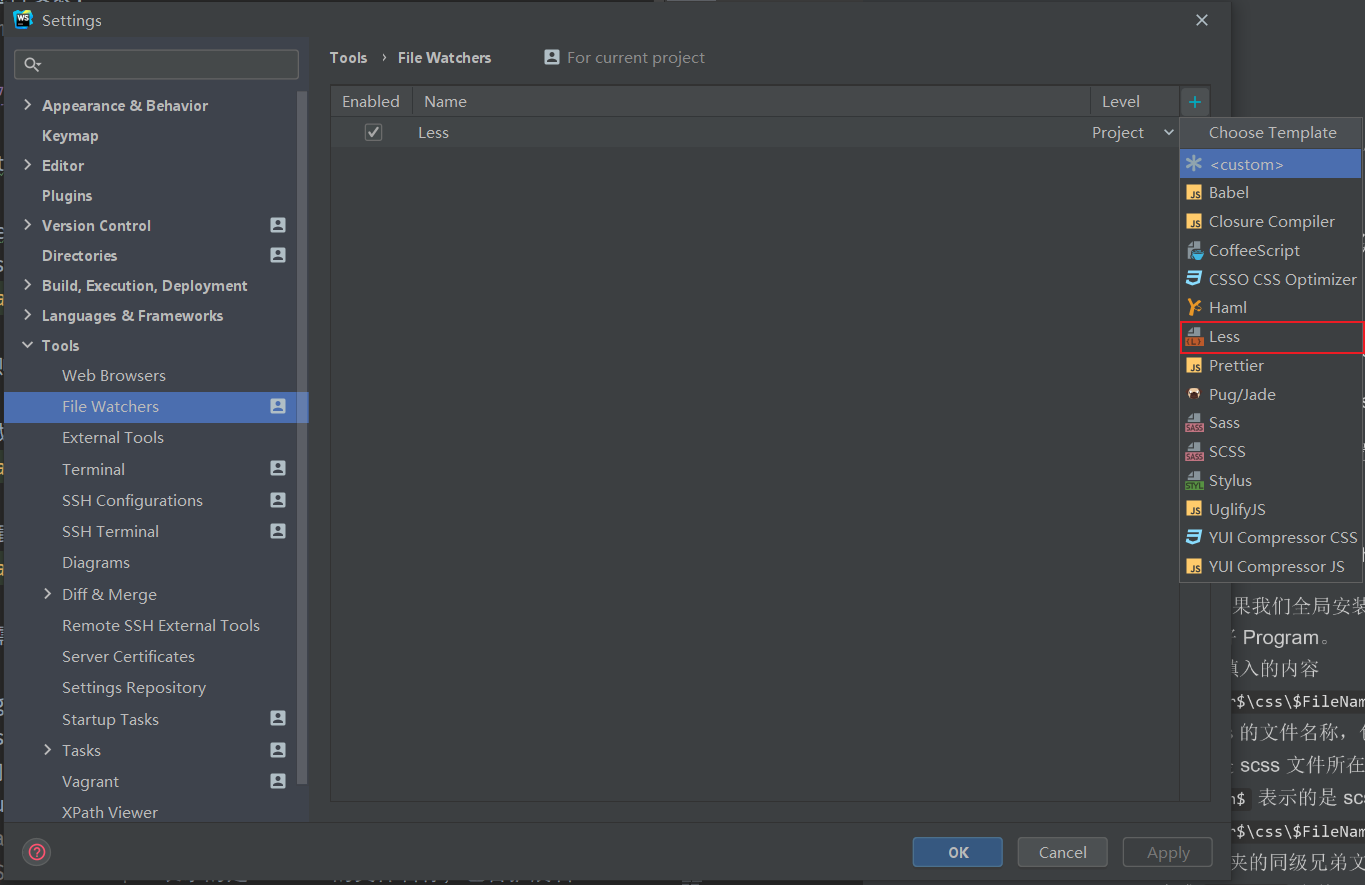 Settings
Tools › File Watchers
For current project
Appearance & Behavior
Keymap
Editor
Plugins
Version Control
Directories
Build, Execution, Deployment
Languages & Frameworks
Tools
Web Browsers
File Watchers
External Tools
Terminal
SSH Configurations
SSH Terminal
Diagrams
Diff & Merge
Remote SSH External Tools
Server Certificates
Settings Repository
Startup Tasks
Tasks
Vagrant
XPath Viewer
Enabled Name Level
Less Project
Choose Template
<custom>
Babel
Closure Compiler
CoffeeScript
CSSO CSS Optimizer
Haml
Less
Prettier
Pug/Jade
Sass
SCSS
Stylus
UglifyJS
YUI Compressor CSS
YUI Compressor JS
果我们全局安装
Program。
填入的内容
r$\css\$FileNam
的文件名称，
scss 文件所在
$ 表示的是 scs
r$\css\$FileNam
夹的同级兄弟文
OK Cancel Apply